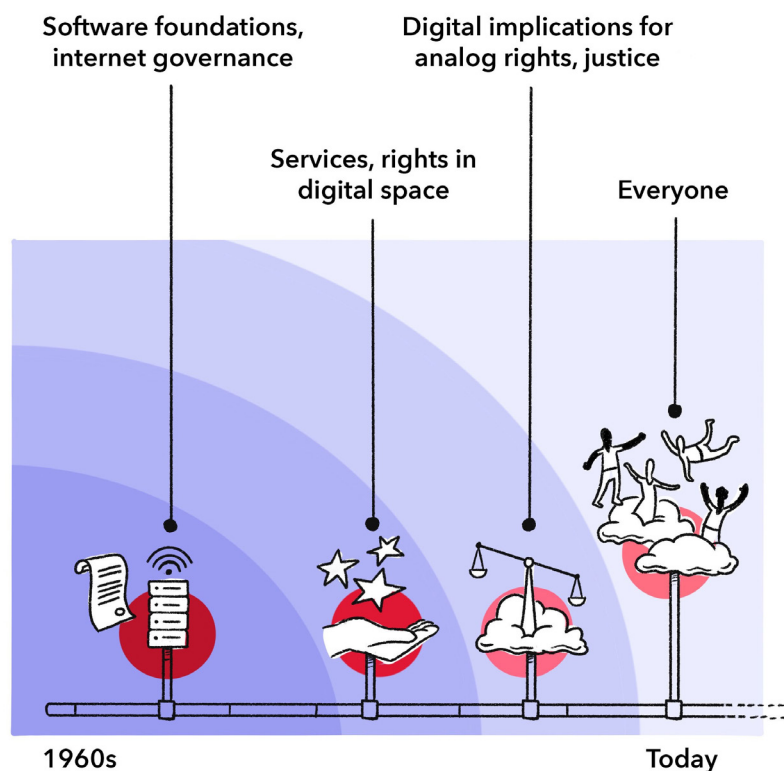 Software foundations,
internet governance
Digital implications for
analog rights, justice
Services, rights in
digital space
Everyone
1960s
Today